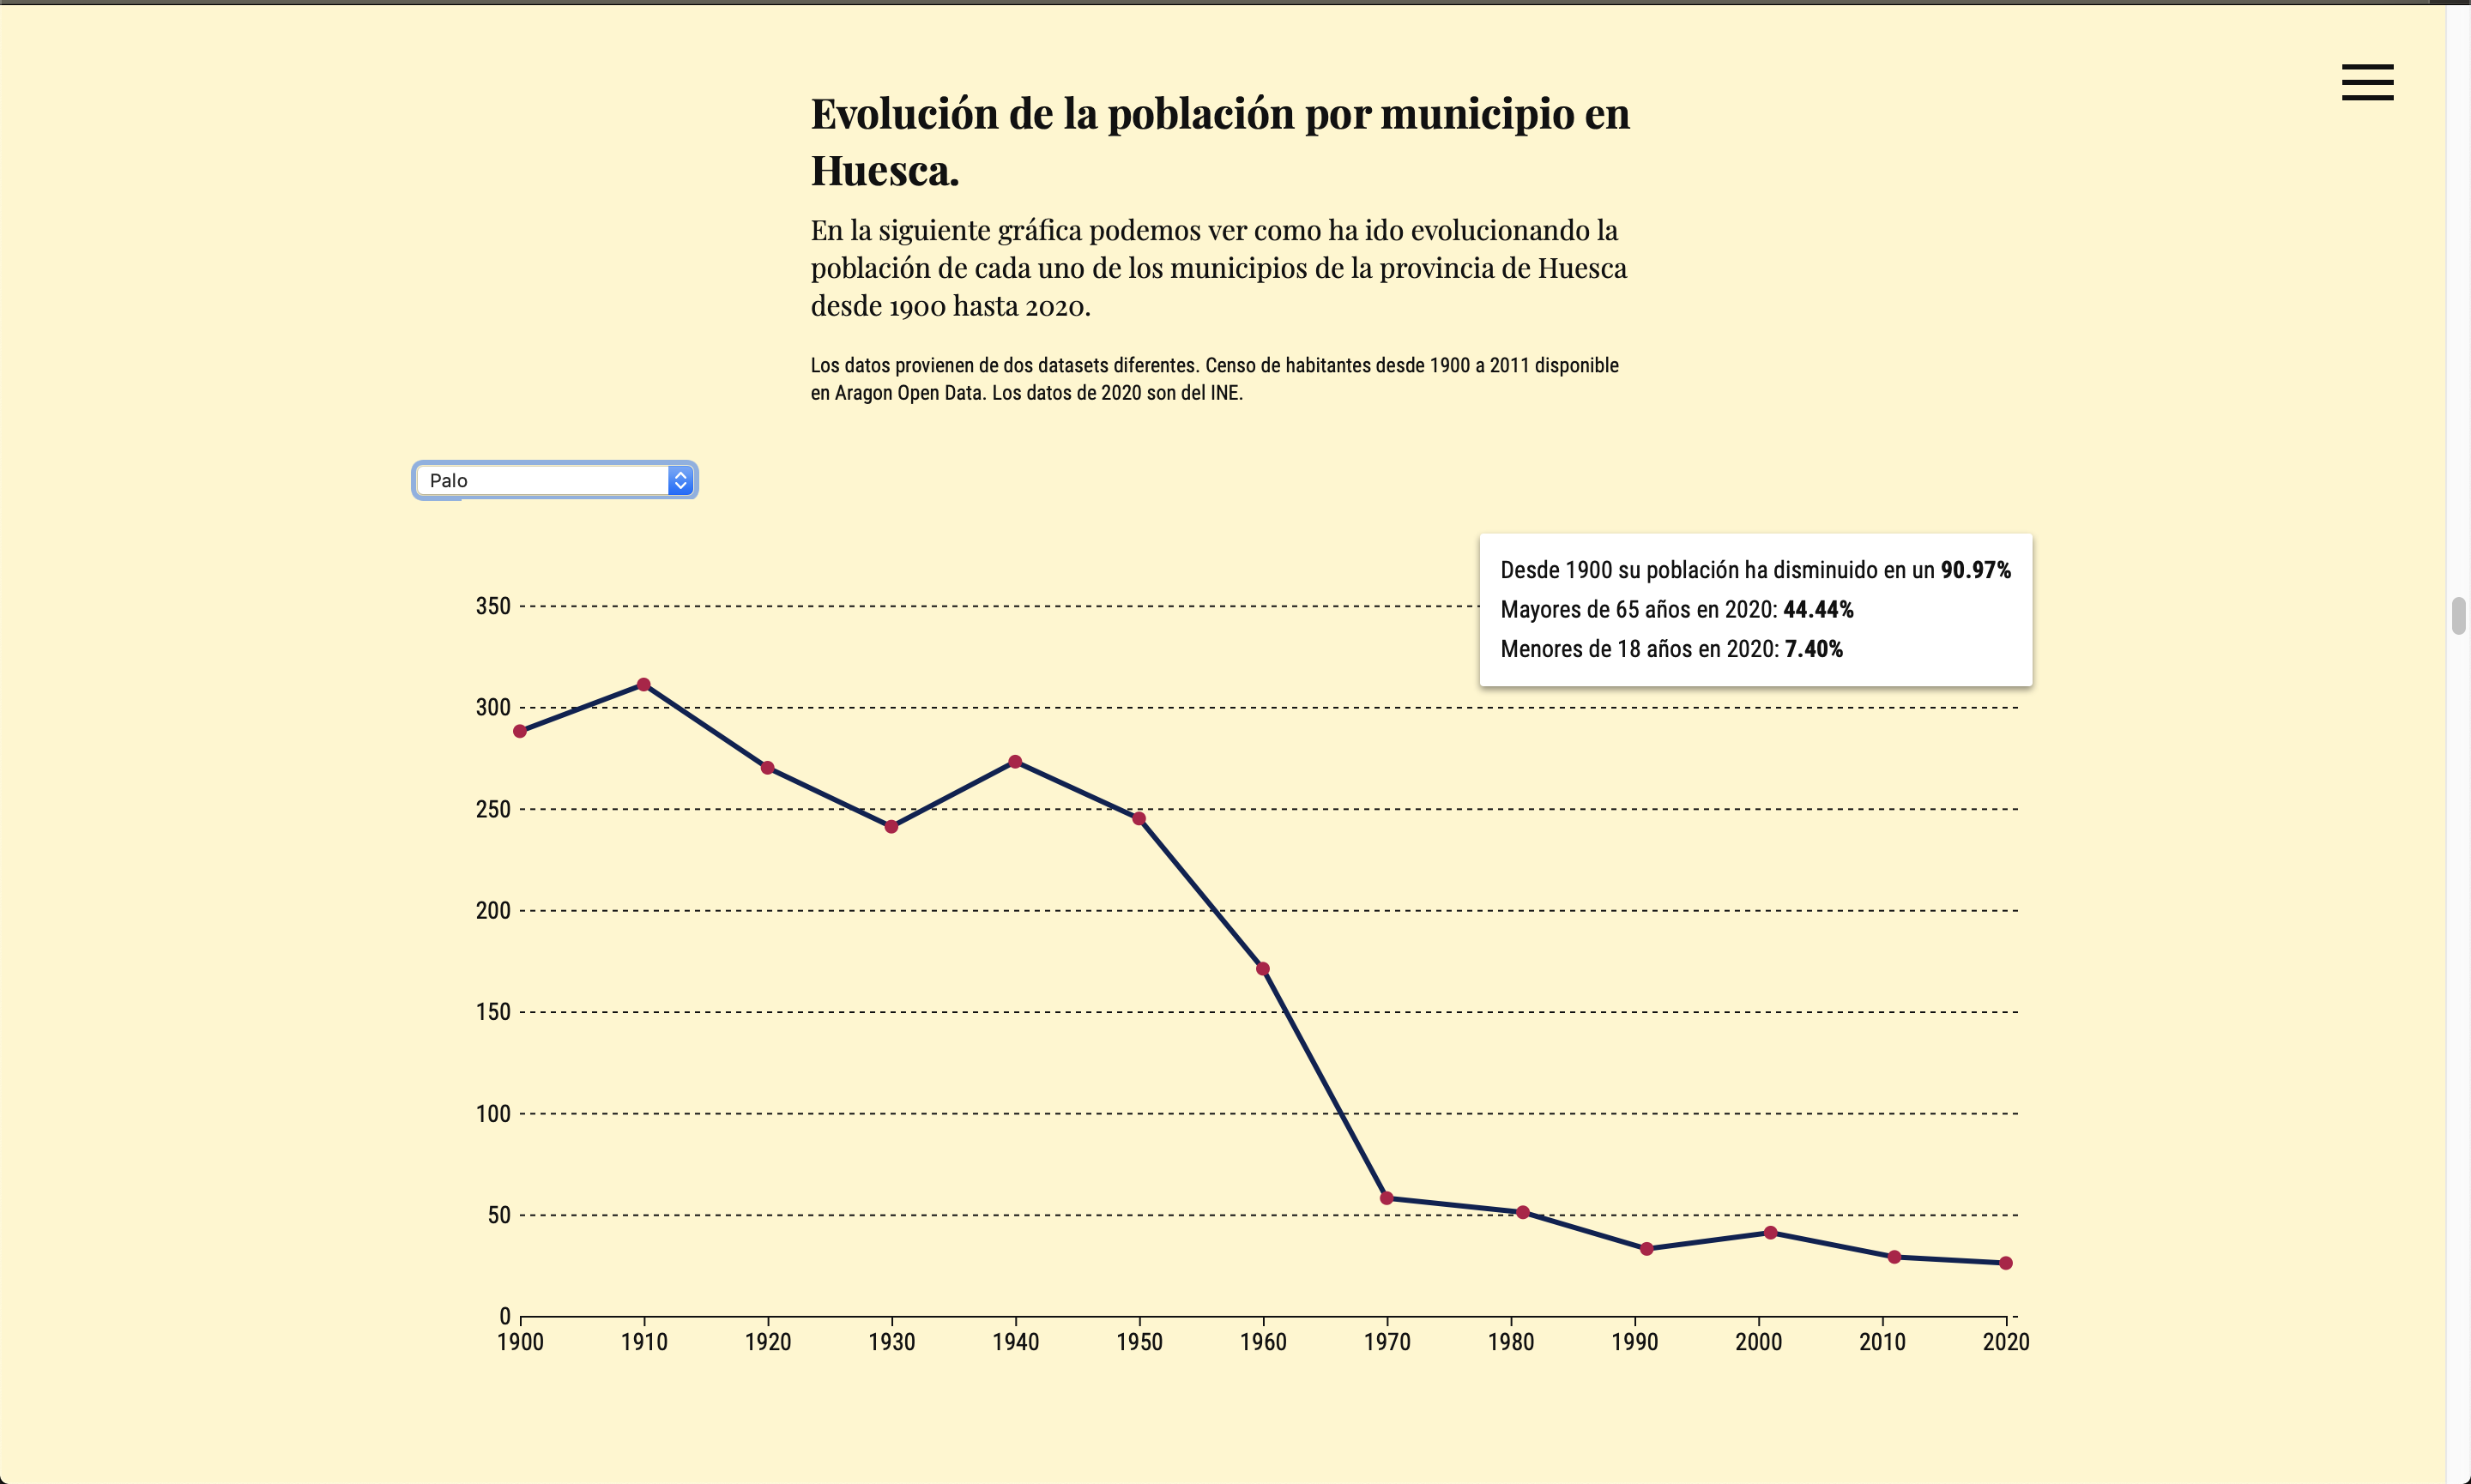 Evolución de la población por municipio en
Huesca.
En la siguiente gráfica podemos ver como ha ido evolucionando la
población de cada uno de los municipios de la provincia de Huesca
desde 1900 hasta 2020.
Los datos provienen de dos datasets diferentes. Censo de habitantes desde 1900 a 2011 disponible
en Aragon Open Data. Los datos de 2020 son del INE.
Palo
Desde 1900 su población ha disminuido en un 90.97%
Mayores de 65 años en 2020: 44.44%
Menores de 18 años en 2020: 7.40%
350
300
250
200
150
100
50
0
1900 1910 1920 1930 1940 1950 1960 1970 1980 1990 2000 2010 2020